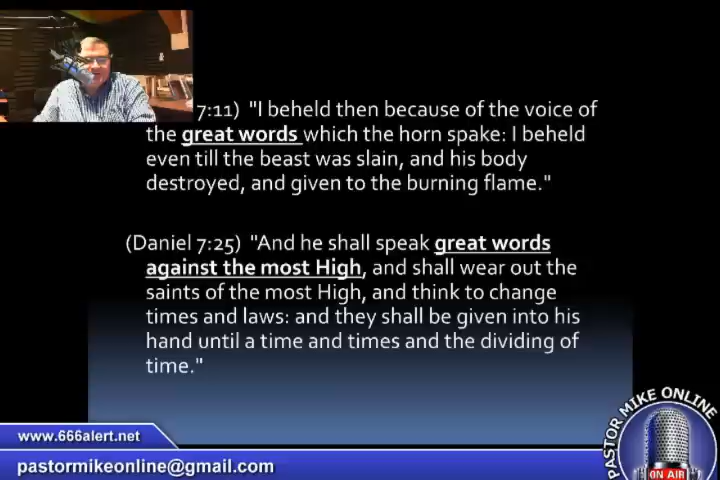 7:11) "I beheld then because of the voice of
the great words which the horn spake: I beheld
even till the beast was slain, and his body
destroyed, and given to the burning flame."
(Daniel 7:25) "And he shall speak great words
against the most High, and shall wear out the
saints of the most High, and think to change
times and laws: and they shall be given into his
hand until a time and times and the dividing of
time."
www.666alert.net
pastormikeonline@gmail.com
PASTOR MIKE ONLINE
ON AIR